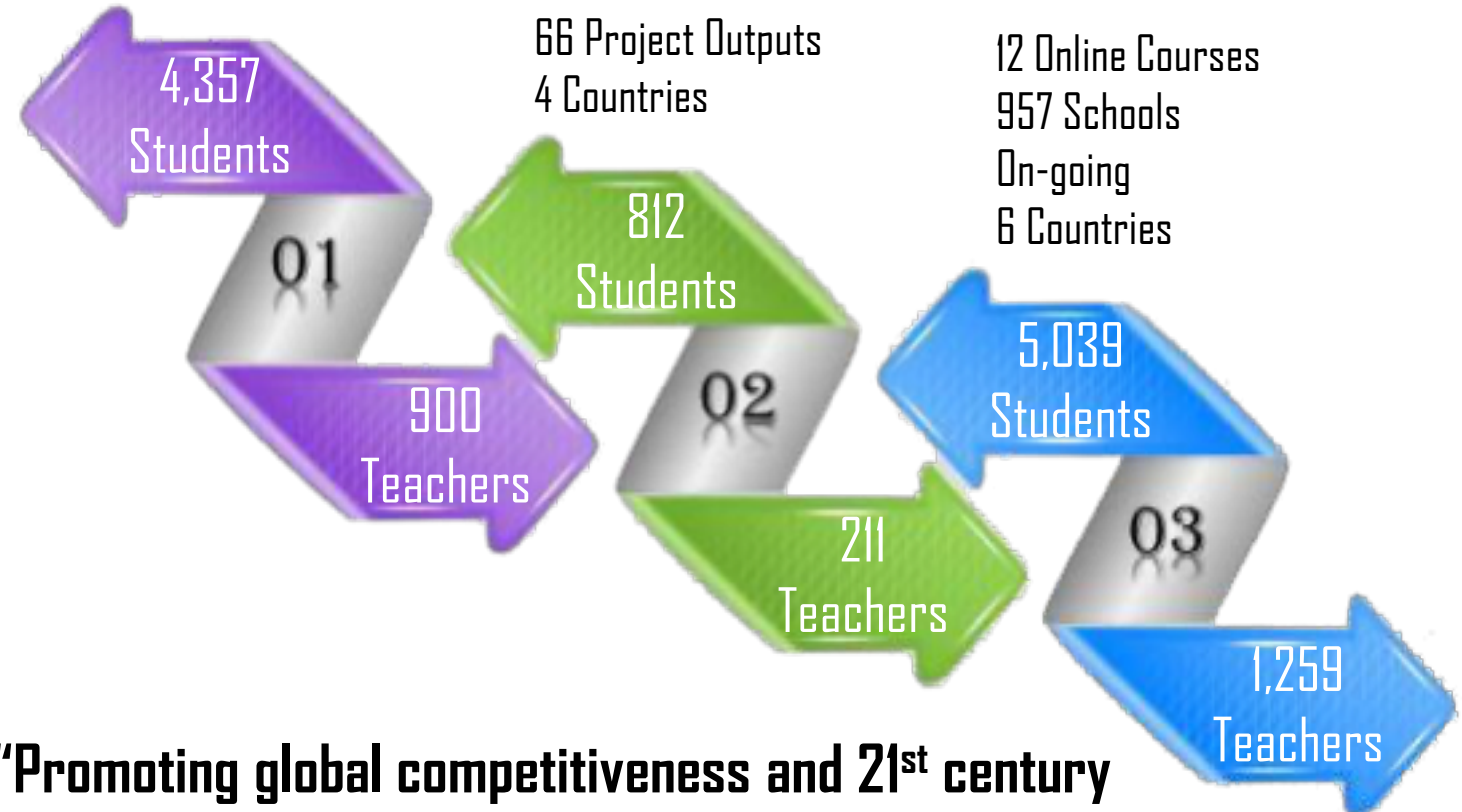 4,357
Students
01
900
Teachers
66 Project Outputs
4 Countries
812
Students
02
211
Teachers
12 Online Courses
957 Schools
On-going
6 Countries
5,039
Students
03
1,259
Teachers
“Promoting global competitiveness and 21st century